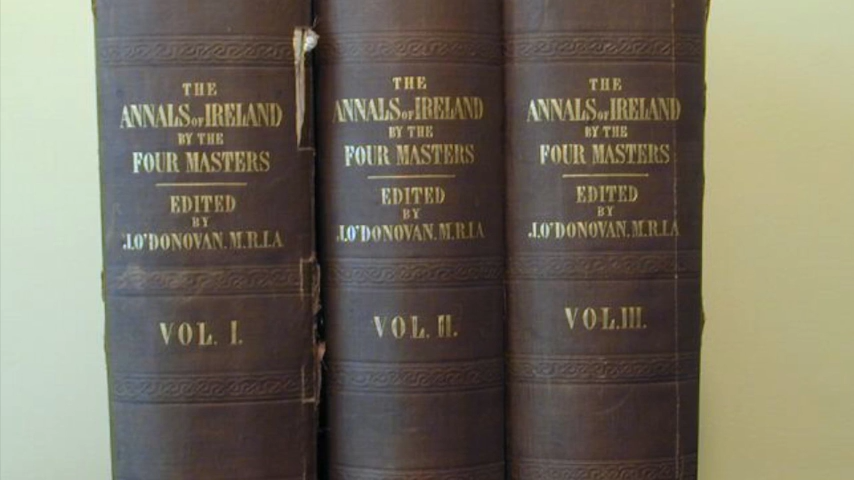 THE
ANNALS OF IRELAND
BY THE
FOUR MASTERS
EDITED
BY
J.O'DONOVAN.M.R.I.A
VOL. I.
THE
ANNALS OF IRELAND
BY THE
FOUR MASTERS
EDITED
BY
J.O'DONOVAN.M.R.I.A
VOL. II.
THE
ANNALS OF IRELAND
BY THE
FOUR MASTERS
EDITED
BY
J.O'DONOVAN.M.R.I.A
VOL.III.